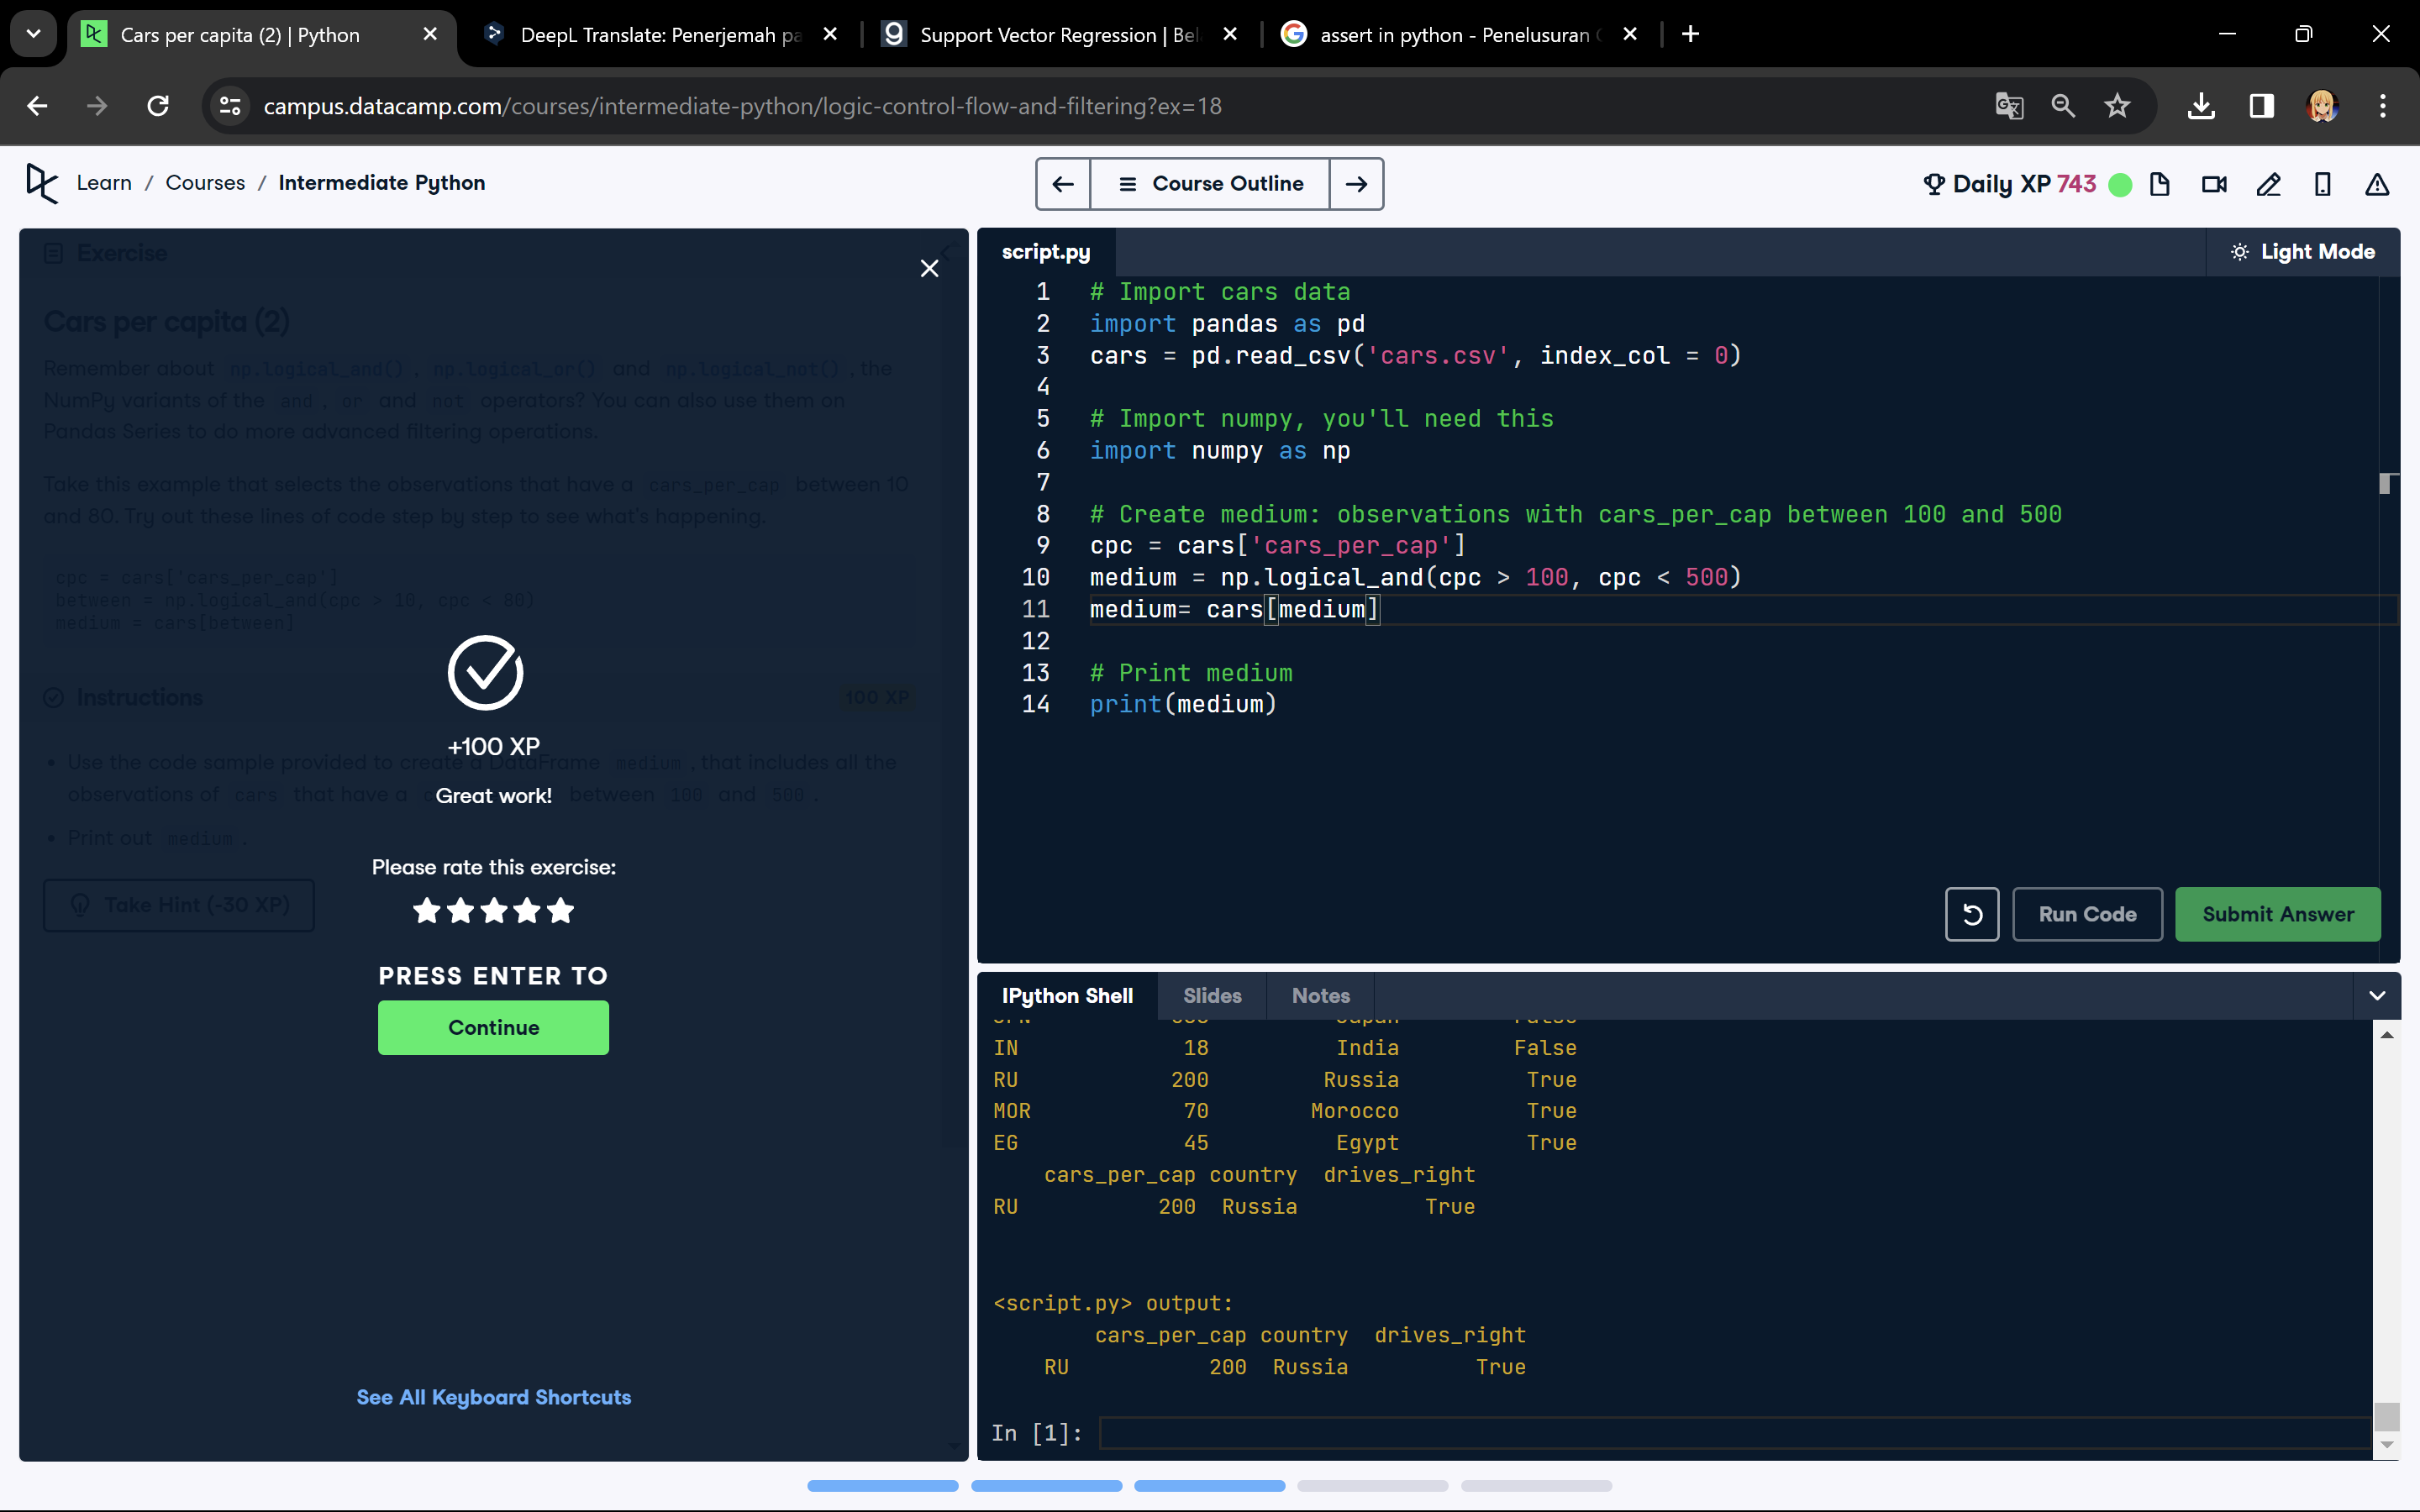 Cars per capita (2) | Python
DeepL Translate: Penerjemah pa
Support Vector Regression | Bel
assert in python - Penelusuran
campus.datacamp.com/courses/intermediate-python/logic-control-flow-and-filtering?ex=18
Learn / Courses / Intermediate Python
Course Outline
Daily XP 743
Exercise
Cars per capita (2)
Remember about np.logical_and(), np.logical_or() and np.logical_not(), the
NumPy variants of the and, or and not operators? You can also use them on
Pandas Series to do more advanced filtering operations.
Take this example that selects the observations that have a cars_per_cap between 10
and 80. Try out these lines of code step by step to see what's happening.
cpc = cars['cars_per_cap']
between = np.logical_and(cpc > 10, cpc < 80)
medium = cars[between]
Instructions
100 XP
+100 XP
Use the code sample provided to create a DataFrame medium, that includes all the
observations of cars that have a between 100 and 500.
Great work!
Print out medium.
Please rate this exercise:
Take Hint (-30 XP)
PRESS ENTER TO
Continue
See All Keyboard Shortcuts
script.py
Light Mode
1 # Import cars data
2 import pandas as pd
3 cars = pd.read_csv('cars.csv', index_col = 0)
4
5 # Import numpy, you'll need this
6 import numpy as np
7
8 # Create medium: observations with cars_per_cap between 100 and 500
9 cpc = cars['cars_per_cap']
10 medium = np.logical_and(cpc > 100, cpc < 500)
11 medium= cars[medium]
12
13 # Print medium
14 print(medium)
Run Code
Submit Answer
IPython Shell
Slides
Notes
IN 18 India False
RU 200 Russia True
MOR 70 Morocco True
EG 45 Egypt True
cars_per_cap country drives_right
RU 200 Russia True
<script.py> output:
cars_per_cap country drives_right
RU 200 Russia True
In [1]: